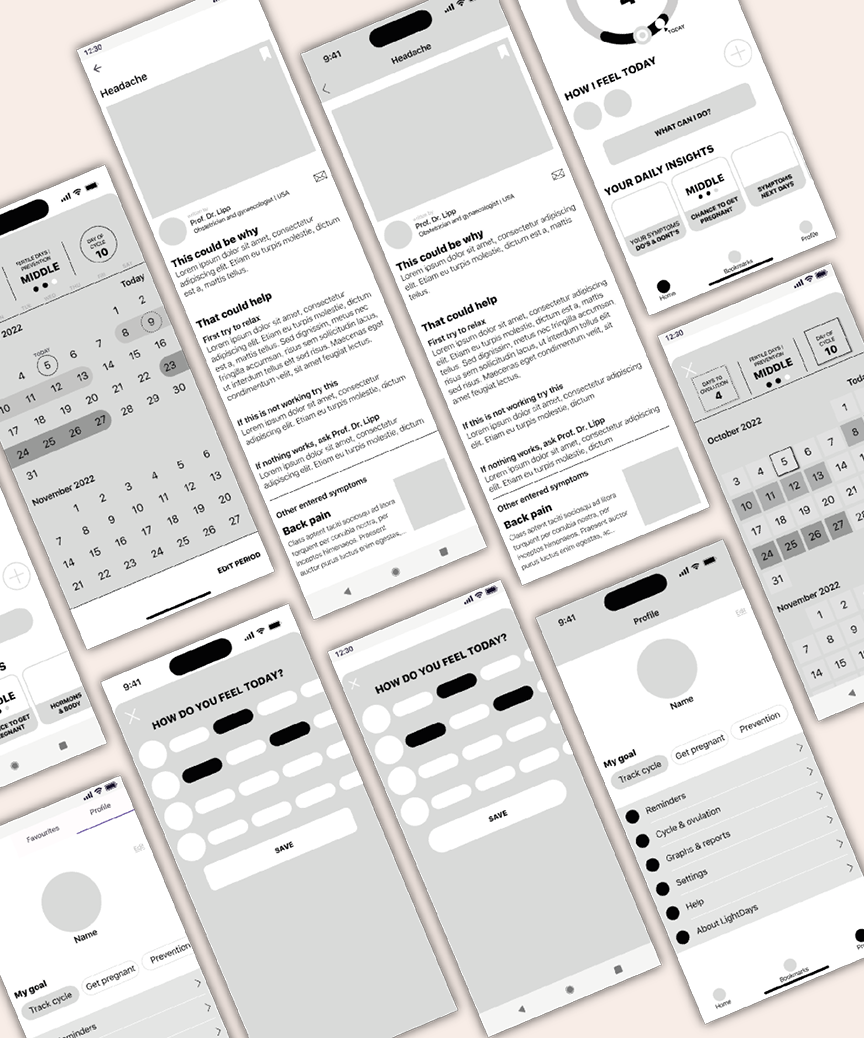 12:30
Headache
written by
Prof. Dr. Lipp
Obstetrician and gynaecologist | USA
This could be why
Lorem ipsum dolor sit amet, consectetur
adipiscing elit. Etiam eu turpis molestie, dictum
est a, mattis tellus.
That could help
First try to relax
Lorem ipsum dolor sit amet, consectetur
adipiscing elit. Etiam eu turpis molestie, dictum
est a, mattis tellus. Sed dignissim, metus nec
fringilla accumsan, risus sem sollicitudin lacus,
ut interdum tellus elit sed risus. Maecenas eget
condimentum velit, sit amet feugiat lectus.
If this is not working try this
Lorem ipsum dolor sit amet, consectetur
adipiscing elit. Etiam eu turpis molestie, dictum
If nothing works, ask Prof. Dr. Lipp
Lorem ipsum dolor sit amet, consectetur
adipiscing elit. Etiam eu turpis molestie, dictum
Other entered symptoms
Back pain
Class aptent taciti sociosqu ad litora
torquent per conubia nostra, per
inceptos himenaeos. Praesent
auctor purus luctus enim egestas...
9:41
Headache
written by
Prof. Dr. Lipp
Obstetrician and gynaecologist | USA
This could be why
Lorem ipsum dolor sit amet, consectetur adipiscing
elit. Etiam eu turpis molestie, dictum est a, mattis
tellus.
That could help
First try to relax
Lorem ipsum dolor sit amet, consectetur adipiscing
elit. Etiam eu turpis molestie, dictum est a, mattis
tellus. Sed dignissim, metus nec fringilla accumsan,
risus sem sollicitudin lacus, ut interdum tellus elit
sed risus. Maecenas eget condimentum velit, sit
amet feugiat lectus.
If this is not working try this
Lorem ipsum dolor sit amet, consectetur adipiscing
elit. Etiam eu turpis molestie, dictum
If nothing works, ask Prof. Dr. Lipp
Lorem ipsum dolor sit amet, consectetur adipiscing
elit. Etiam eu turpis molestie, dictum
Other entered symptoms
Back pain
Class aptent taciti sociosqu ad litora
torquent per conubia nostra, per
inceptos himenaeos. Praesent auctor
purus luctus enim egestas, ac...
TODAY
HOW I FEEL TODAY
WHAT CAN I DO?
YOUR DAILY INSIGHTS
YOUR SYMPTOMS
DO'S & DONT'S
MIDDLE
CHANCE TO GET
PREGNANT
SYMPTOMS
NEXT DAYS
Home
Bookmarks
Profile
FERTILE DAYS |
PREVENTION
MIDDLE
DAY OF
CYCLE
10
2022
Today
1 2
TODAY
4 5 6 7 8 9
10 11 12 13 14 15 16
17 18 19 20 21 22 23
24 25 26 27 28 29 30
31
November 2022
1 2 3 4 5 6
7 8 9 10 11 12 13
14 15 16 17 18 19 20
21 22 23 24 25 26 27
EDIT PERIOD
12:30
DAYS TO
OVULUTION
4
FERTILE DAYS |
PREVENTION
MIDDLE
DAY OF
CYCLE
10
October 2022
1
3 4 5 6 7 8
10 11 12 13 14
17 18 19 20 21
24 25 26 27 28
31
November 2022
1 2
7 8 9
14 15
HORMONS
& BODY
9:41
HOW DO YOU FEEL TODAY?
SAVE
12:30
HOW DO YOU FEEL TODAY?
SAVE
9:41
Profile
Edit
Name
My goal
Track cycle
Get pregnant
Prevention
Reminders
Cycle & ovulation
Graphs & reports
Settings
Help
About LightDays
Home
Bookmarks
Favourites
Profile
Edit
Name
My goal
Track cycle
Get pregnant
Prevention